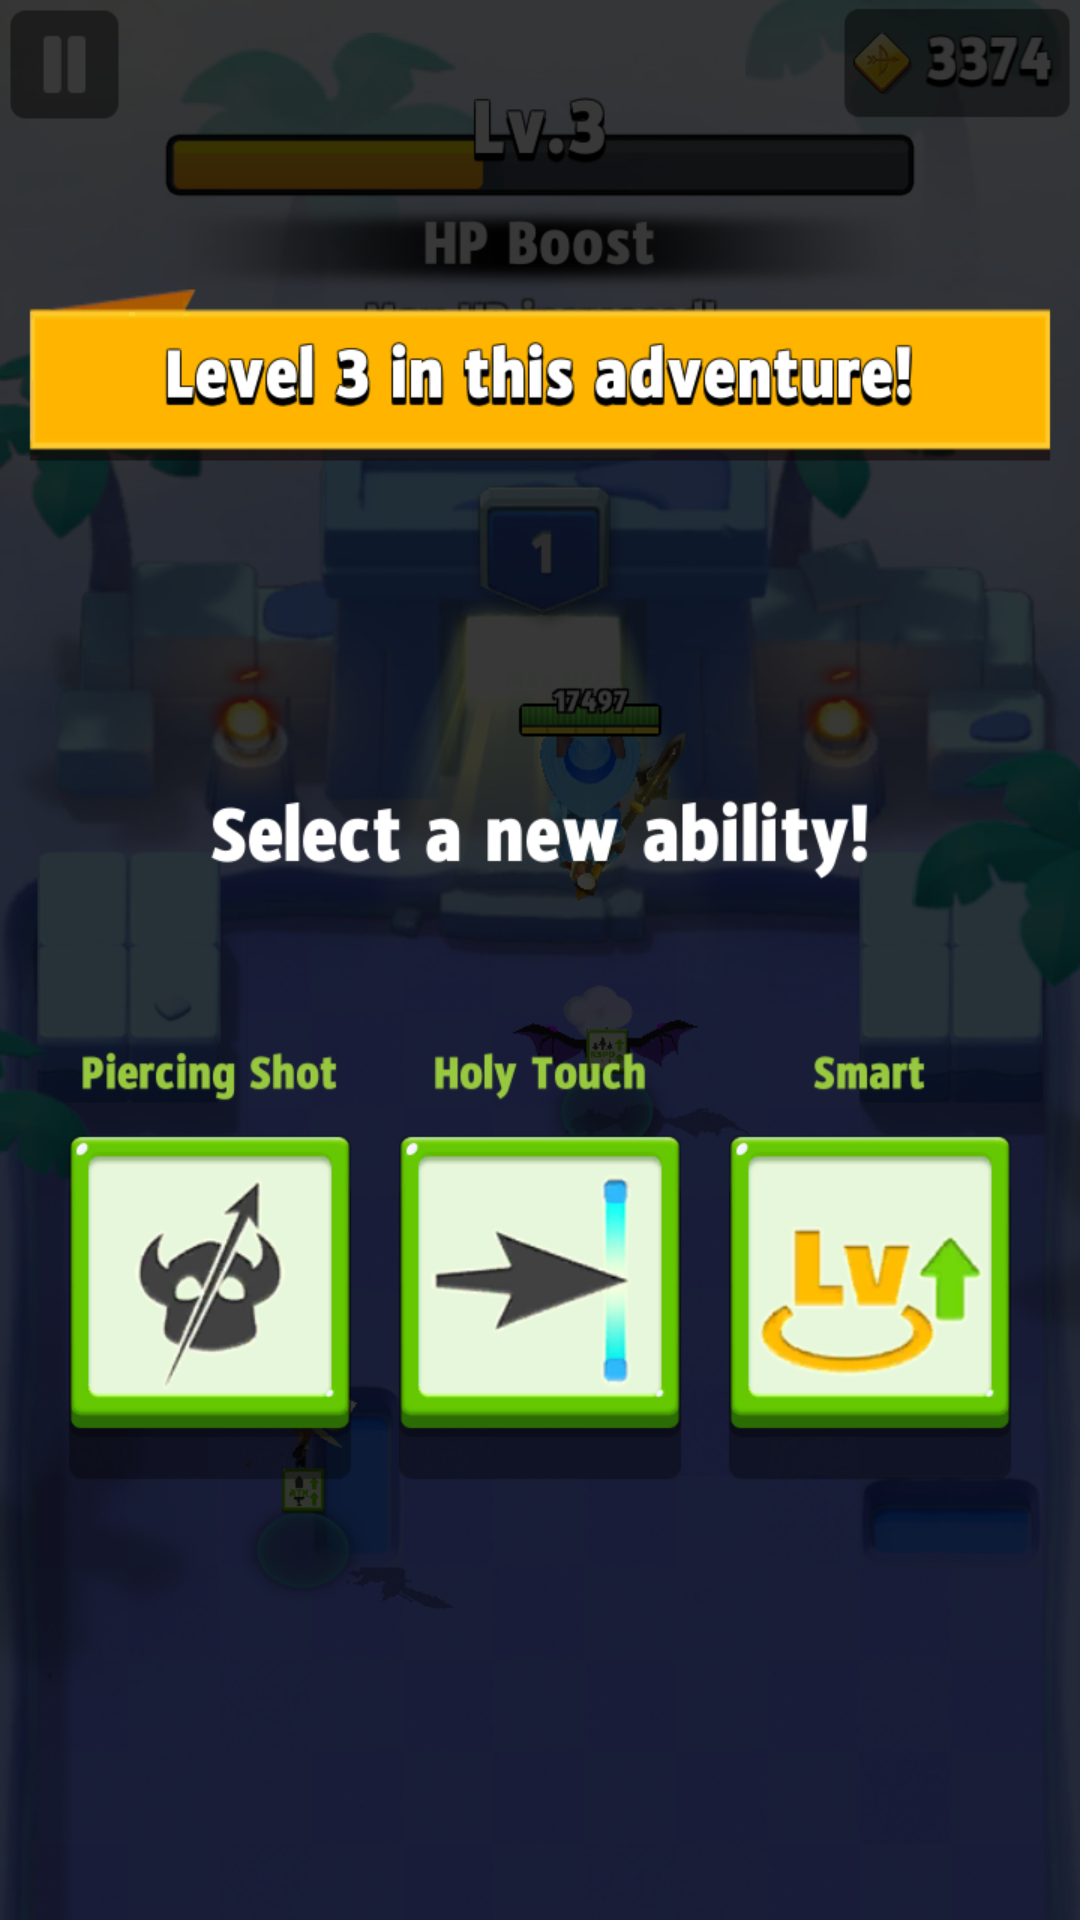 3374
Lv.3
HP Boost
Level 3 in this adventure!
1
17497
Select a new ability!
Piercing Shot
Holy Touch
Smart
Lv